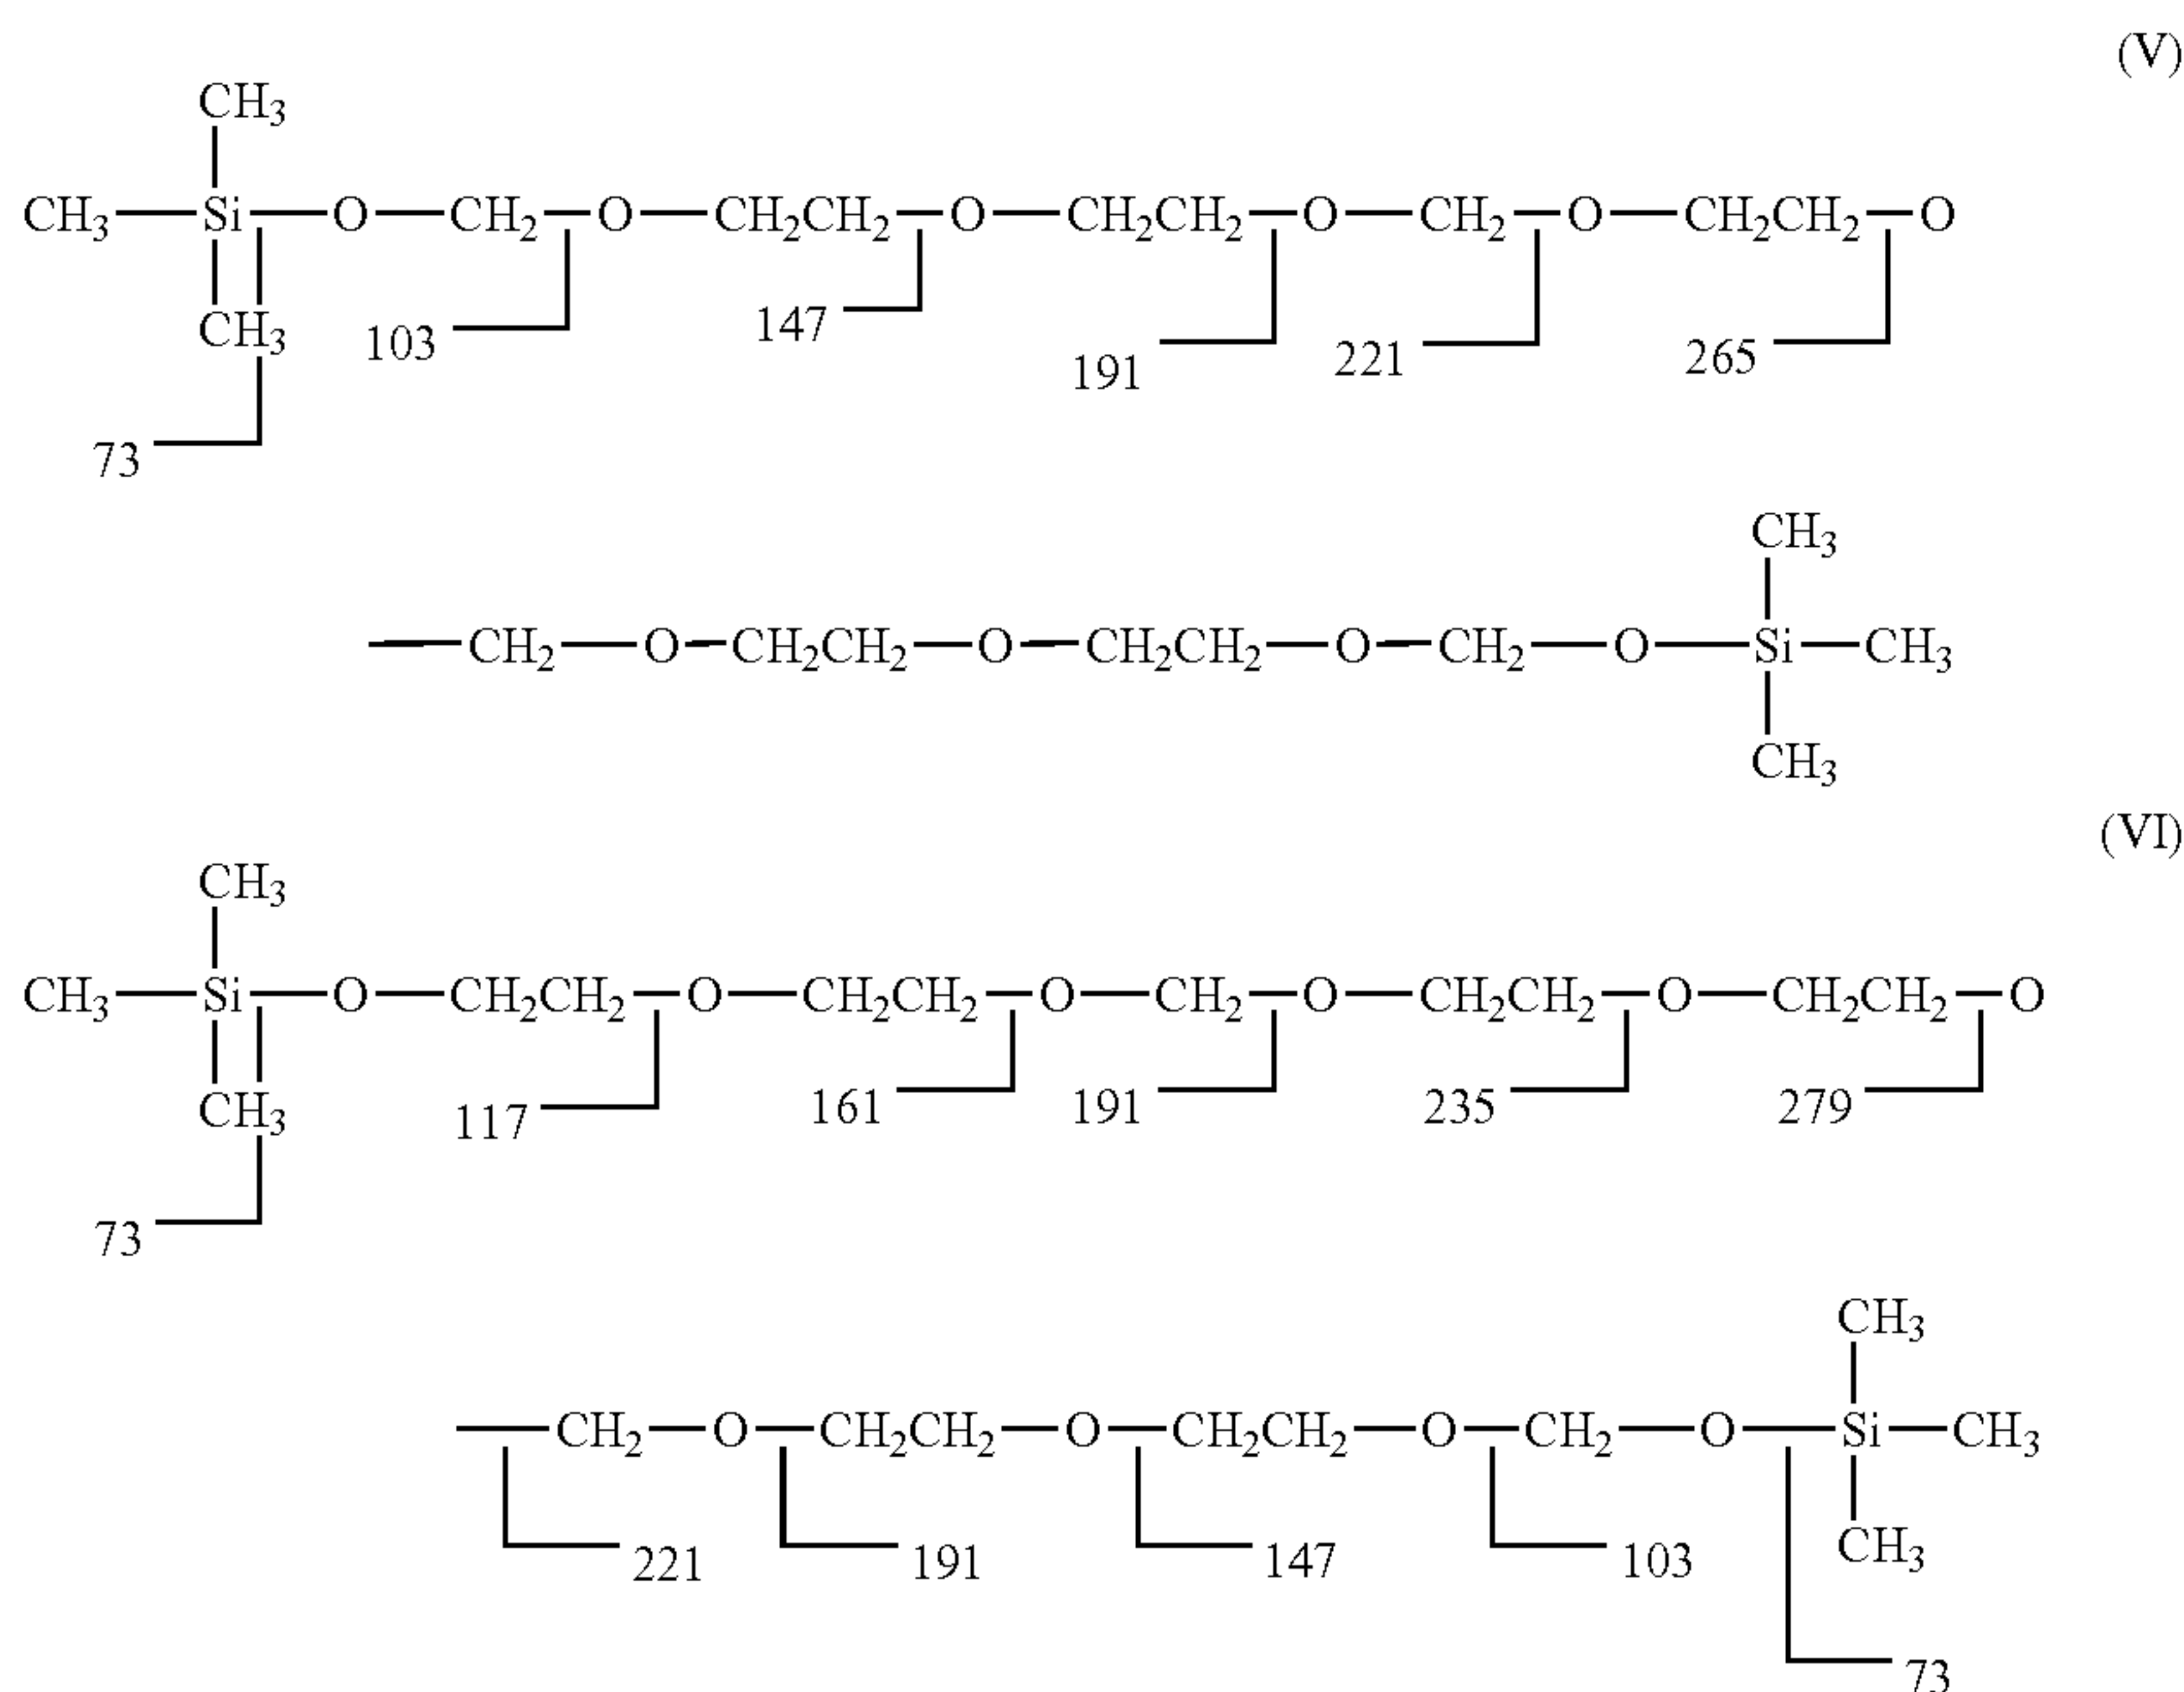 (V)
CH3
CH3—Si—O—CH2—O—CH2CH2—O—CH2CH2—O—CH2—O—CH2CH2—O
CH3
103
147
191
221
265
73
CH3
—CH2—O—CH2CH2—O—CH2CH2—O—CH2—O—Si—CH3
CH3
(VI)
CH3
CH3—Si—O—CH2CH2—O—CH2CH2—O—CH2—O—CH2CH2—O—CH2CH2—O
CH3
117
161
191
235
279
73
CH3
—CH2—O—CH2CH2—O—CH2CH2—O—CH2—O—Si—CH3
CH3
221
191
147
103
73